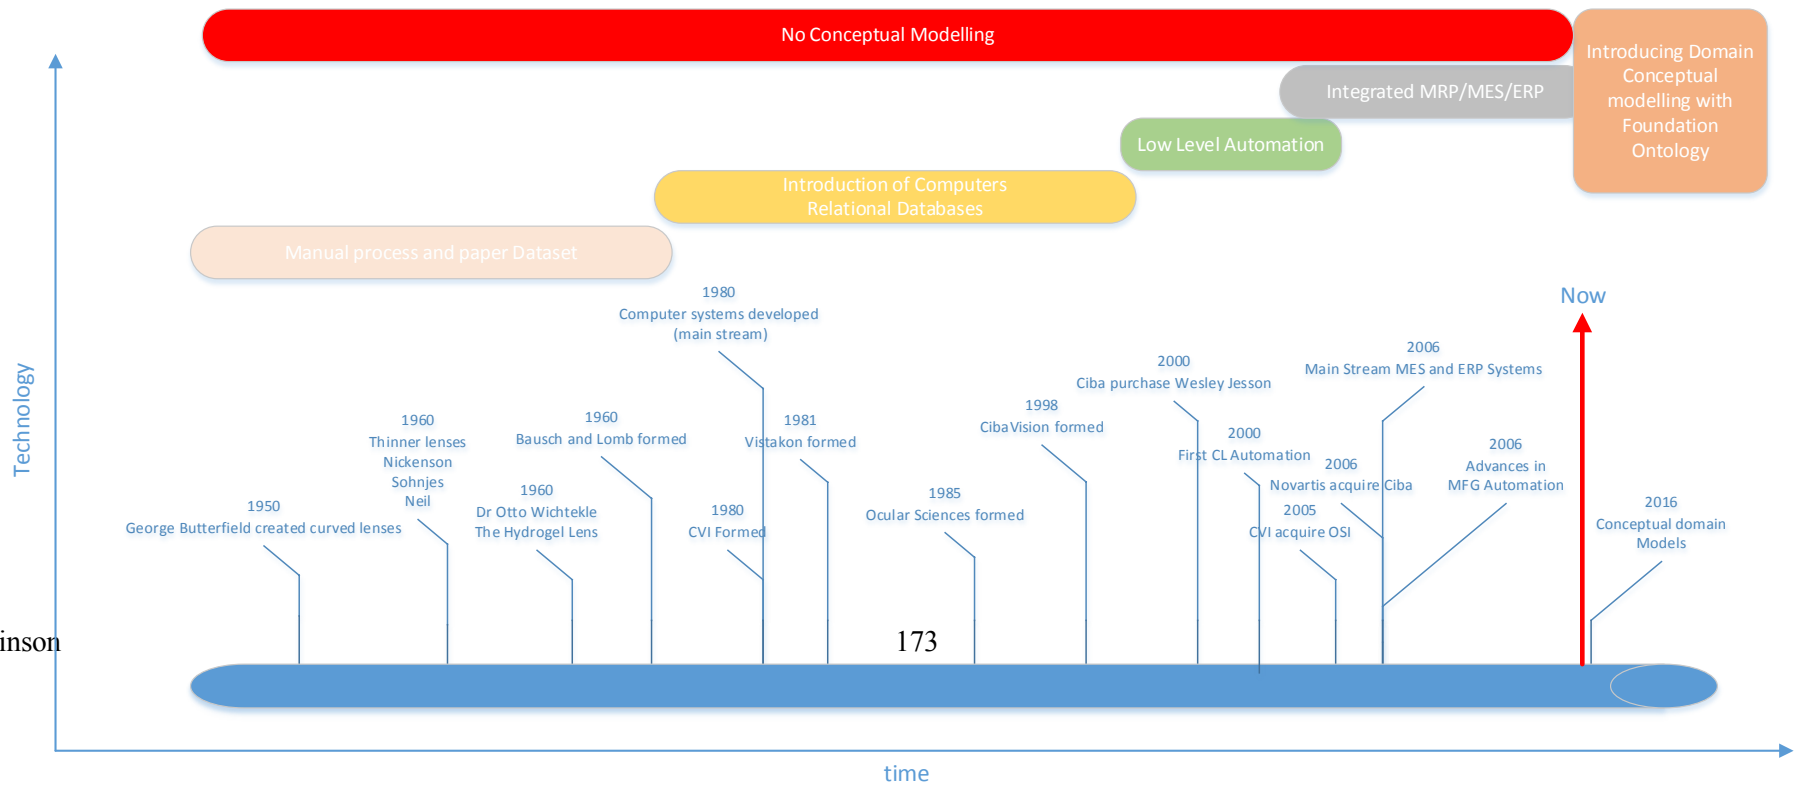 No Conceptual Modelling
Introducing Domain
Conceptual
modelling with
Foundation
Ontology
Integrated MRP/MES/ERP
Low Level Automation
Introduction of Computers
Relational Databases
Manual process and paper Dataset
1980
Computer systems developed
(main stream)
Now
2000
Ciba purchase Wesley Jesson
2006
Main Stream MES and ERP Systems
1960
Thinner lenses
Nickenson
Sohnjes
Neil
1960
Bausch and Lomb formed
1981
Vistakon formed
1998
CibaVision formed
2000
First CL Automation
2006
Novartis acquire Ciba
2006
Advances in
MFG Automation
1950
George Butterfield created curved lenses
1960
Dr Otto Wichtekle
The Hydrogel Lens
1980
CVI Formed
1985
Ocular Sciences formed
2005
CVI acquire OSI
2016
Conceptual domain
Models
Technology
inson
173
time